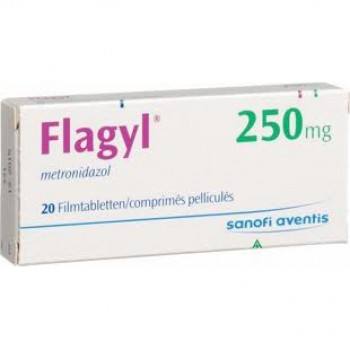 Flagyl®
250mg
metronidazol
20 Filmtabletten/comprimés pelliculés
sanofi aventis